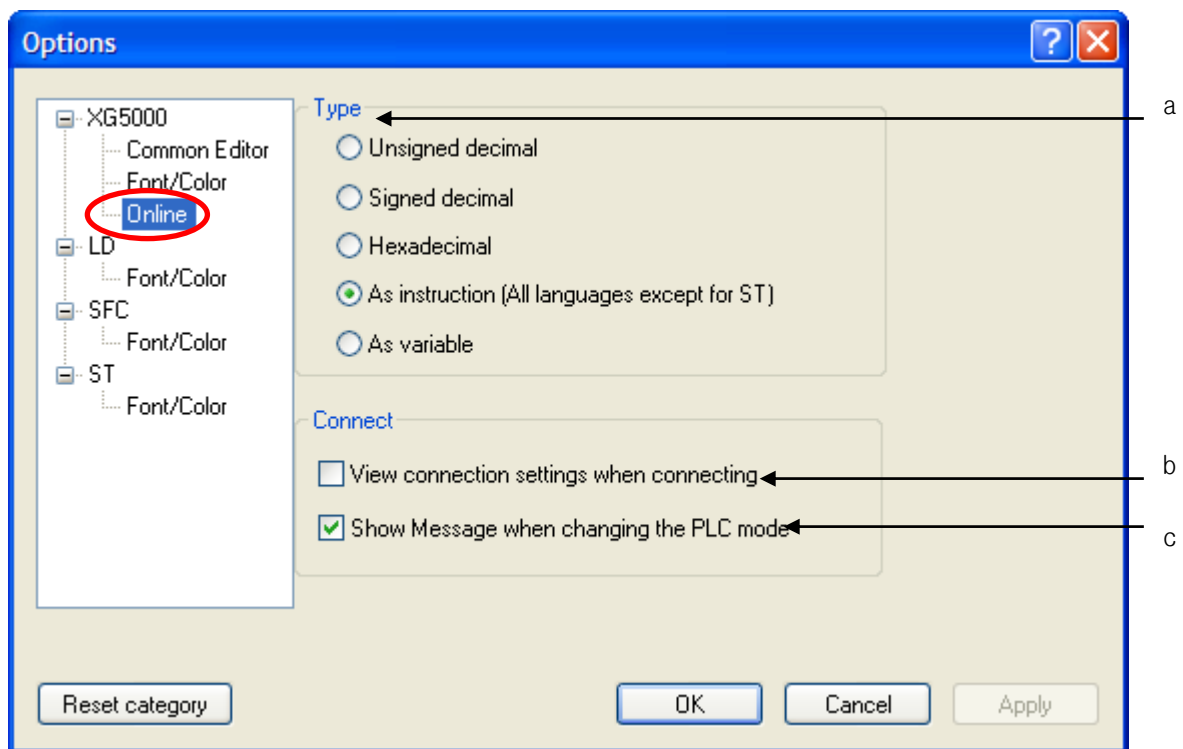 Options
XG5000
Common Editor
Font/Color
Online
LD
Font/Color
SFC
Font/Color
ST
Font/Color
Type
Unsigned decimal
Signed decimal
Hexadecimal
As instruction (All languages except for ST)
As variable
Connect
View connection settings when connecting
Show Message when changing the PLC mode
a
b
c
Reset category
OK
Cancel
Apply